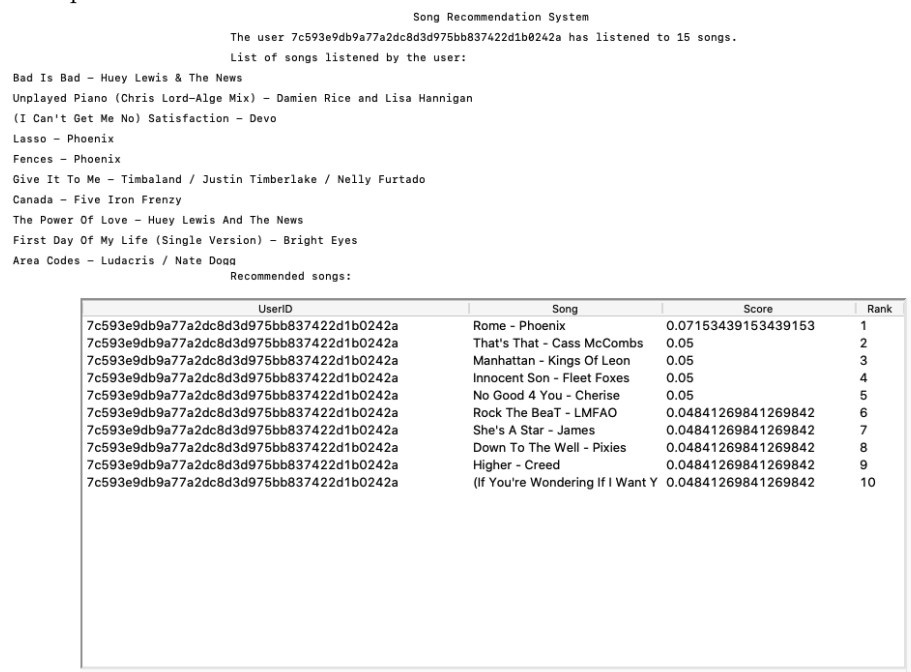 Song Recommendation System
The user 7c593e9db9a77a2dc8d3d975bb837422d1b0242a has listened to 15 songs.
List of songs listened by the user:
Bad Is Bad – Huey Lewis & The News
Unplayed Piano (Chris Lord-Alge Mix) – Damien Rice and Lisa Hannigan
(I Can't Get Me No) Satisfaction – Devo
Lasso – Phoenix
Fences – Phoenix
Give It To Me – Timbaland / Justin Timberlake / Nelly Furtado
Canada – Five Iron Frenzy
The Power Of Love – Huey Lewis And The News
First Day Of My Life (Single Version) – Bright Eyes
Area Codes – Ludacris / Nate Dogg
Recommended songs:
UserID Song Score Rank
7c593e9db9a77a2dc8d3d975bb837422d1b0242a Rome - Phoenix 0.07153439153439153 1
7c593e9db9a77a2dc8d3d975bb837422d1b0242a That's That - Cass McCombs 0.05 2
7c593e9db9a77a2dc8d3d975bb837422d1b0242a Manhattan - Kings Of Leon 0.05 3
7c593e9db9a77a2dc8d3d975bb837422d1b0242a Innocent Son - Fleet Foxes 0.05 4
7c593e9db9a77a2dc8d3d975bb837422d1b0242a No Good 4 You - Cherise 0.05 5
7c593e9db9a77a2dc8d3d975bb837422d1b0242a Rock The BeaT - LMFAO 0.04841269841269842 6
7c593e9db9a77a2dc8d3d975bb837422d1b0242a She's A Star - James 0.04841269841269842 7
7c593e9db9a77a2dc8d3d975bb837422d1b0242a Down To The Well - Pixies 0.04841269841269842 8
7c593e9db9a77a2dc8d3d975bb837422d1b0242a Higher - Creed 0.04841269841269842 9
7c593e9db9a77a2dc8d3d975bb837422d1b0242a (If You're Wondering If I Want Y 0.04841269841269842 10